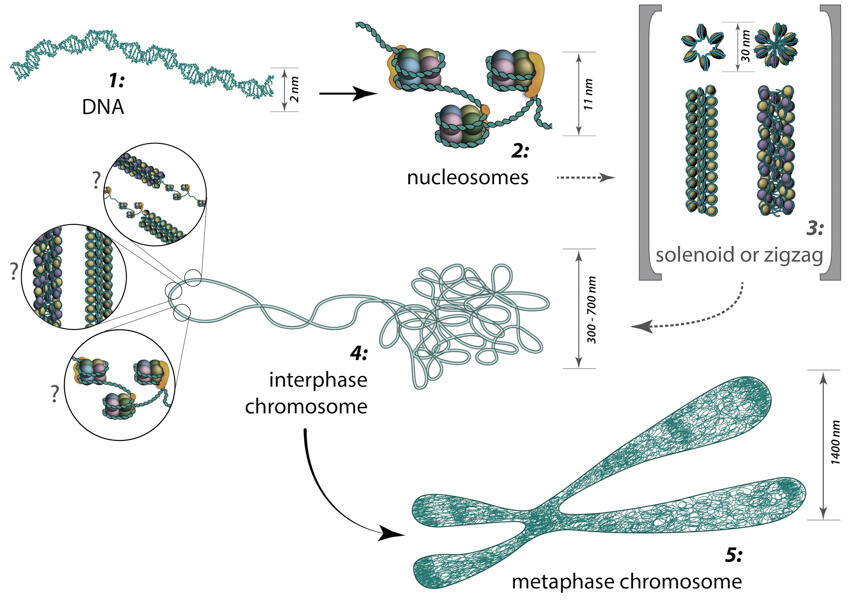 1:
DNA
2 nm
2:
nucleosomes
11 nm
30 nm
3:
solenoid or zigzag
?
?
?
4:
interphase
chromosome
300 - 700 nm
5:
metaphase chromosome
1400 nm